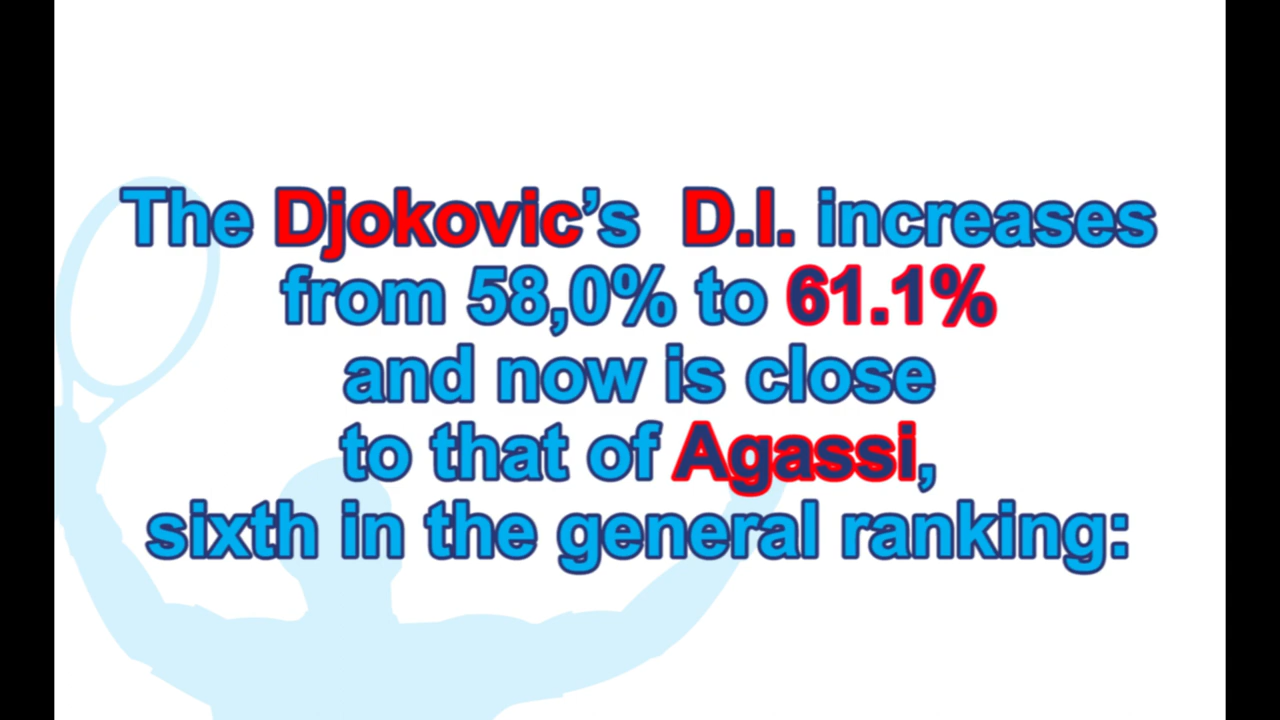 The Djokovic’s  D.I. increases
from 58,0% to 61.1%
and now is close
to that of Agassi,
sixth in the general ranking: